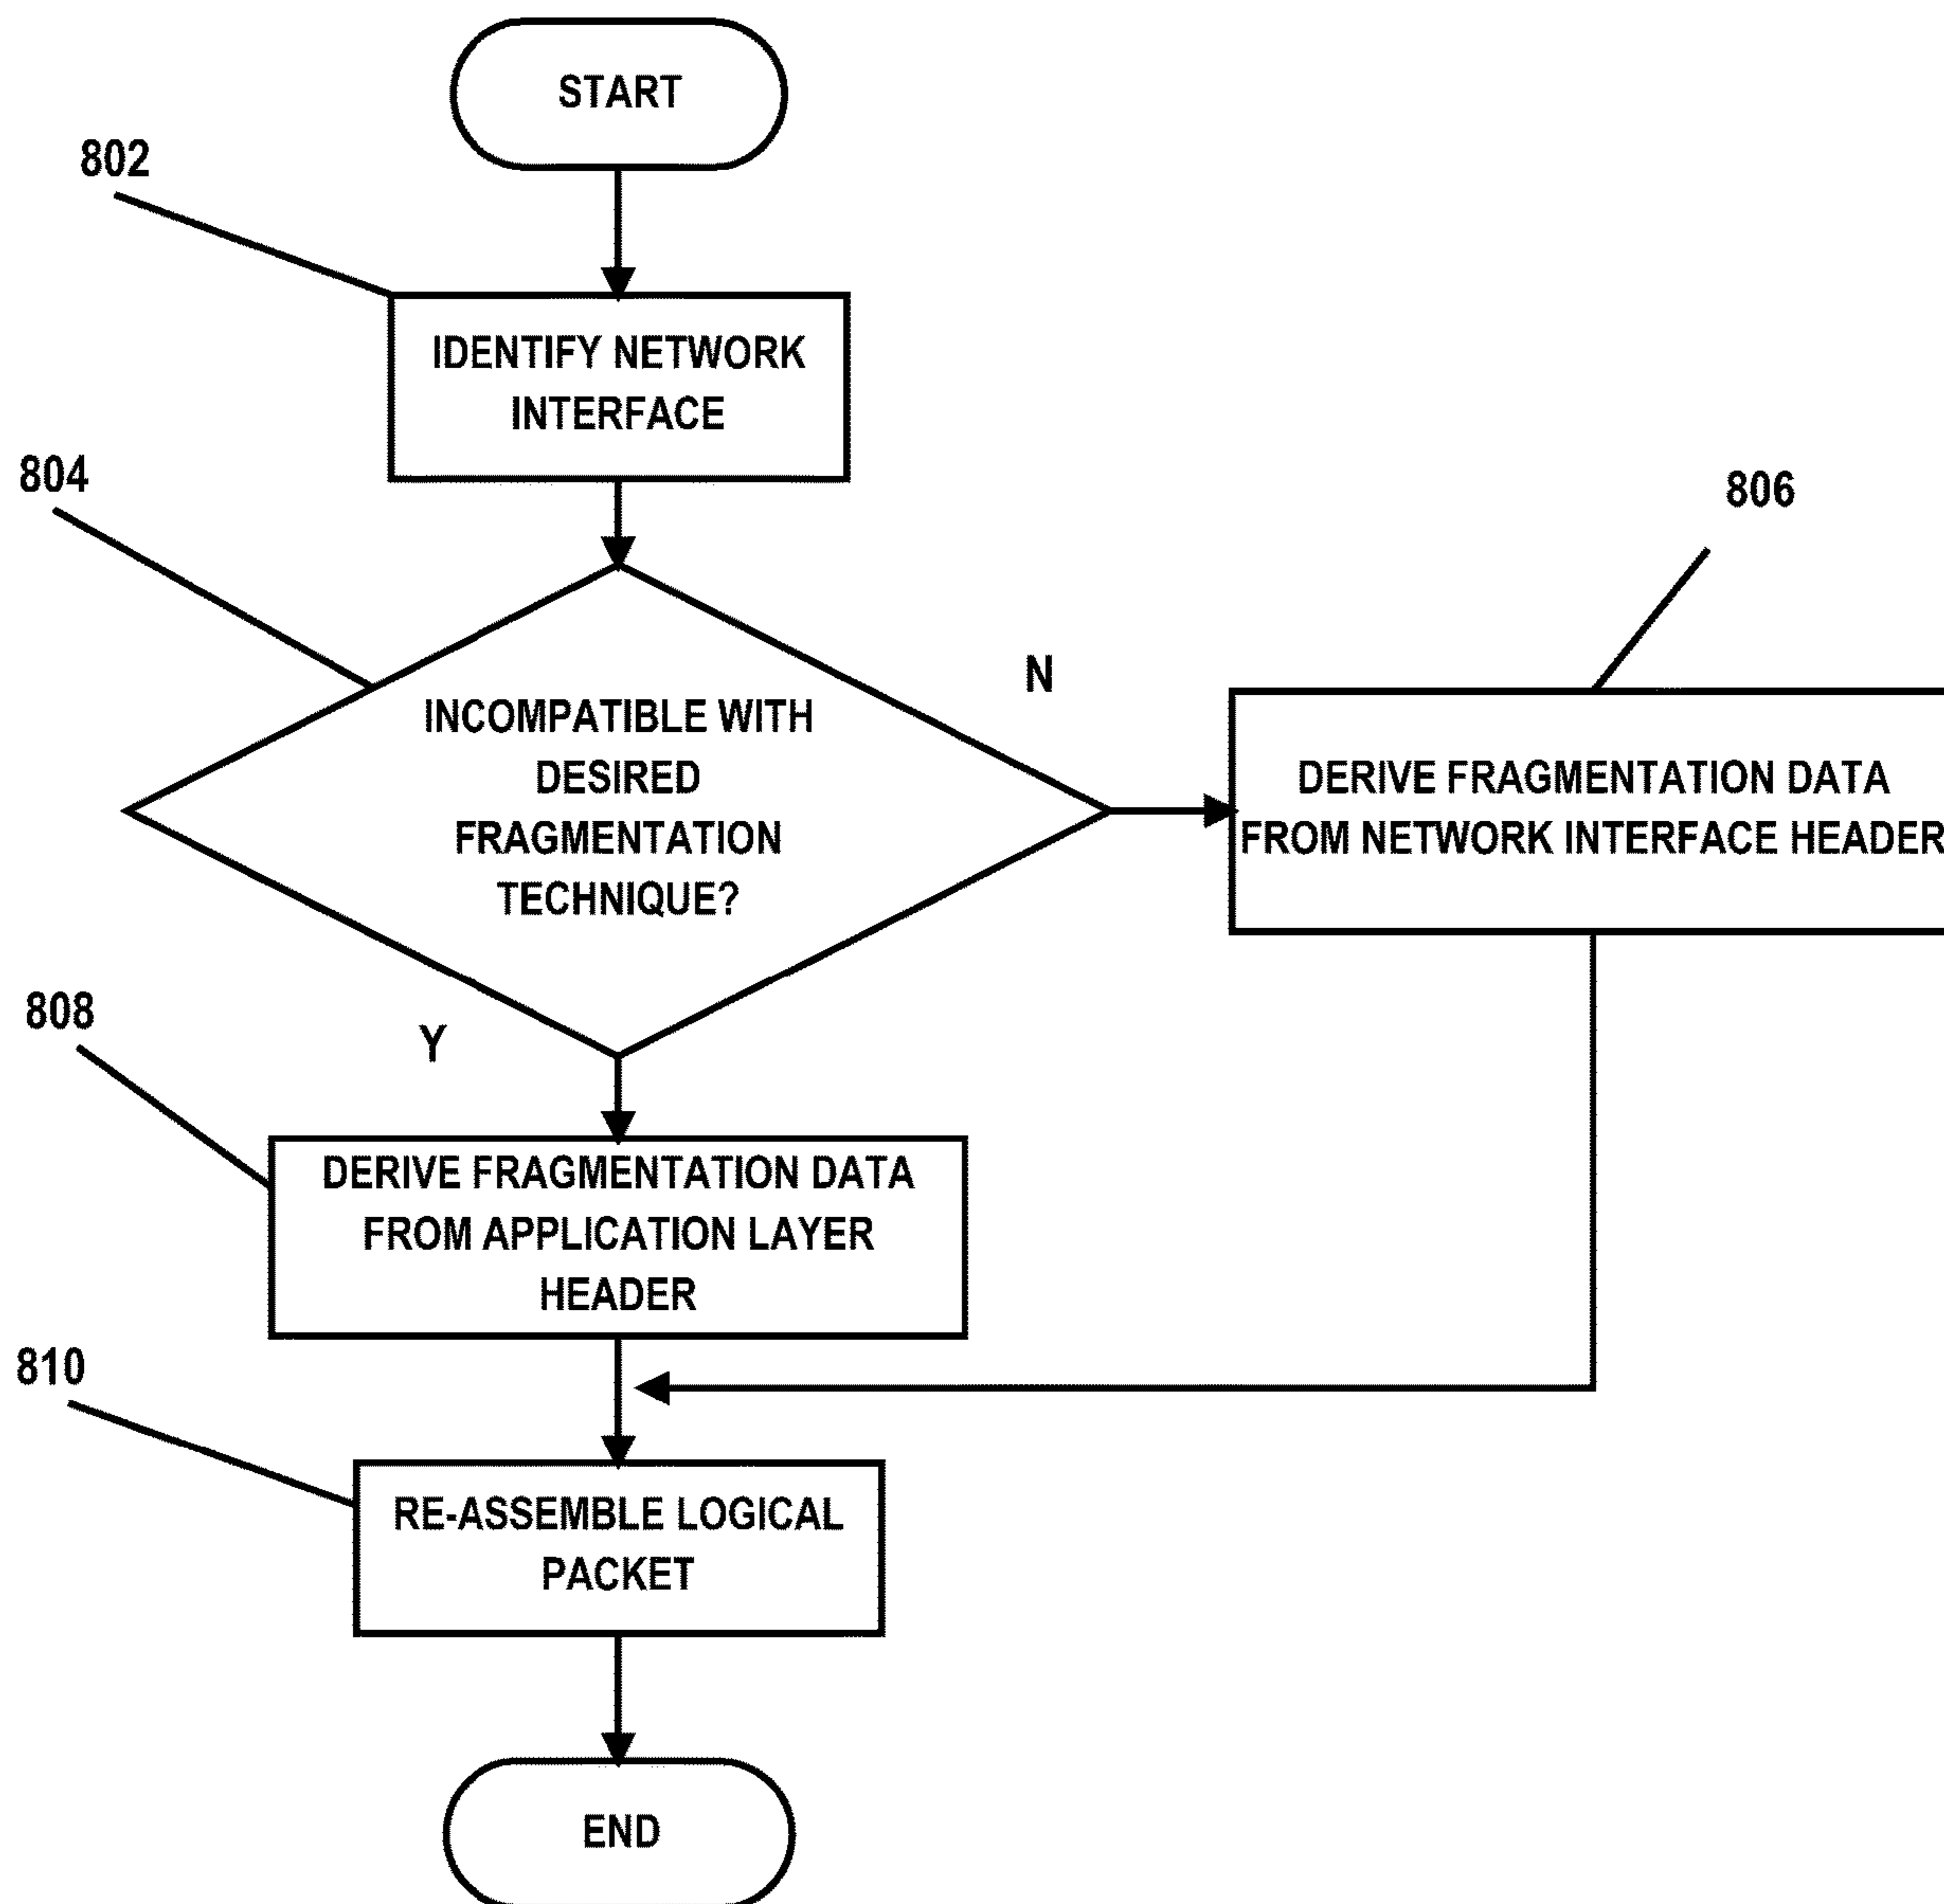 START
802
IDENTIFY NETWORK
INTERFACE
804
806
N
INCOMPATIBLE WITH
DESIRED
FRAGMENTATION
TECHNIQUE?
DERIVE FRAGMENTATION DATA
FROM NETWORK INTERFACE HEADER
808
Y
DERIVE FRAGMENTATION DATA
FROM APPLICATION LAYER
HEADER
810
RE-ASSEMBLE LOGICAL
PACKET
END